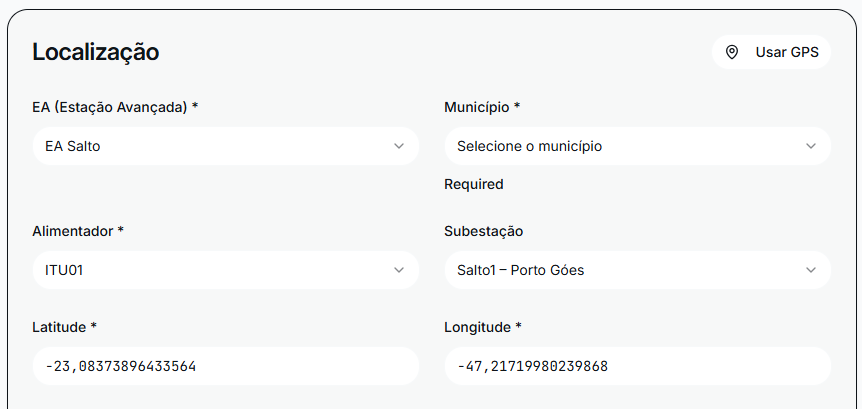 Localização
Usar GPS
EA (Estação Avançada) *
Município *
EA Salto
Selecione o município
Required
Alimentador *
Subestação
ITU01
Salto1 – Porto Góes
Latitude *
Longitude *
-23,08373896433564
-47,21719980239868